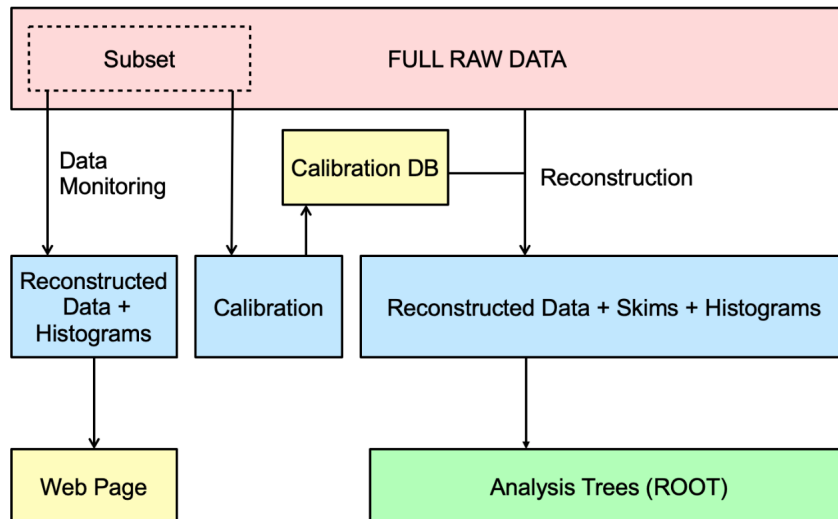 Subset
FULL RAW DATA
Data
Monitoring
Calibration DB
Reconstruction
Reconstructed
Data +
Histograms
Calibration
Reconstructed Data + Skims + Histograms
Web Page
Analysis Trees (ROOT)